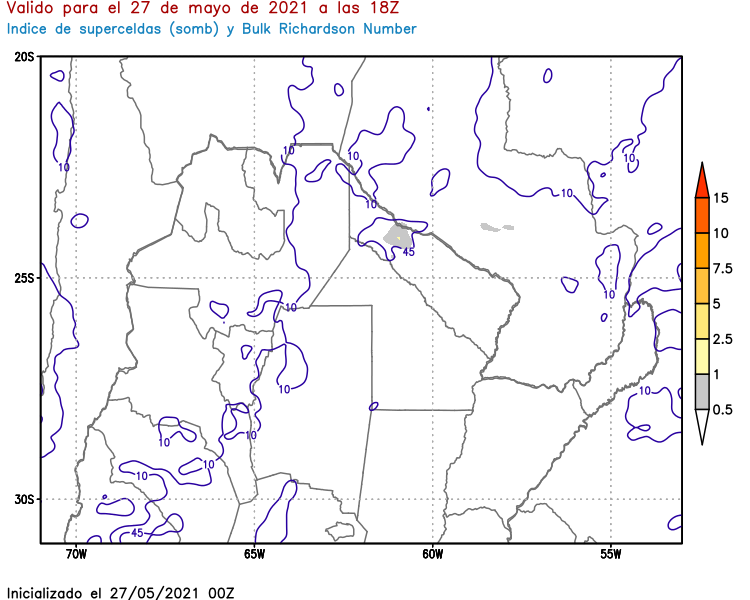 Valido para el 27 de mayo de 2021 a las 18Z
Indice de superceldas (somb) y Bulk Richardson Number
20S
10
10
10
10
10
10
10
45
15
10
7.5
5
2.5
1
0.5
25S
10
10
10
10
10
10
10
10
45
30S
70W
65W
60W
55W
Inicializado el 27/05/2021 00Z